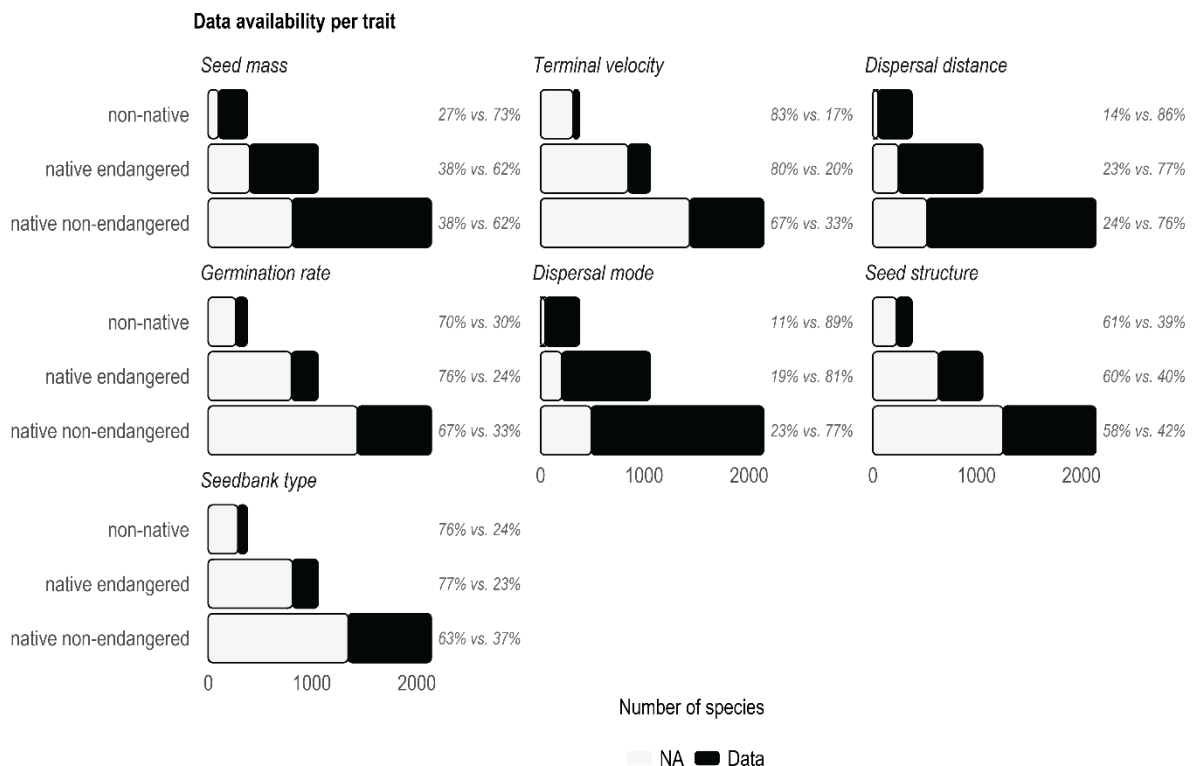 Data availability per trait
Seed mass
non-native
27% vs. 73%
native endangered
38% vs. 62%
native non-endangered
38% vs. 62%
Terminal velocity
83% vs. 17%
80% vs. 20%
67% vs. 33%
Dispersal distance
14% vs. 86%
23% vs. 77%
24% vs. 76%
Germination rate
non-native
70% vs. 30%
native endangered
76% vs. 24%
native non-endangered
67% vs. 33%
Dispersal mode
11% vs. 89%
19% vs. 81%
23% vs. 77%
0 1000 2000
Seed structure
61% vs. 39%
60% vs. 40%
58% vs. 42%
0 1000 2000
Seedbank type
non-native
76% vs. 24%
native endangered
77% vs. 23%
native non-endangered
63% vs. 37%
0 1000 2000
Number of species
NA Data